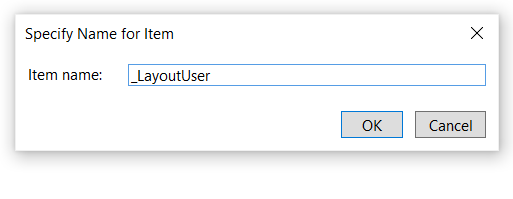 Specify Name for Item
Item name: _LayoutUser
OK Cancel